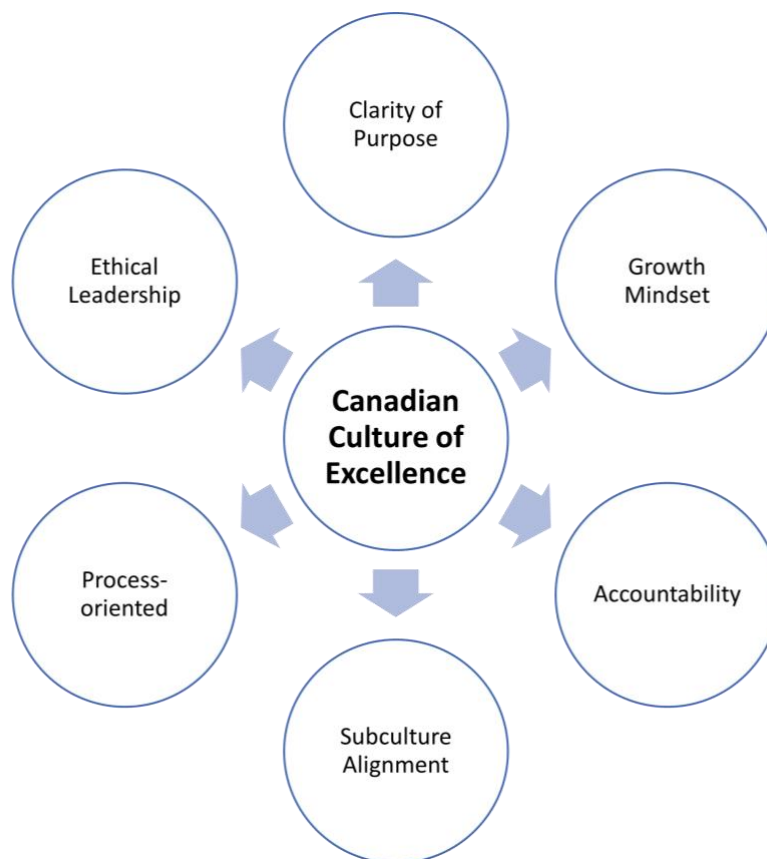 Clarity of
Purpose
Ethical
Leadership
Growth
Mindset
Canadian
Culture of
Excellence
Process-
oriented
Accountability
Subculture
Alignment